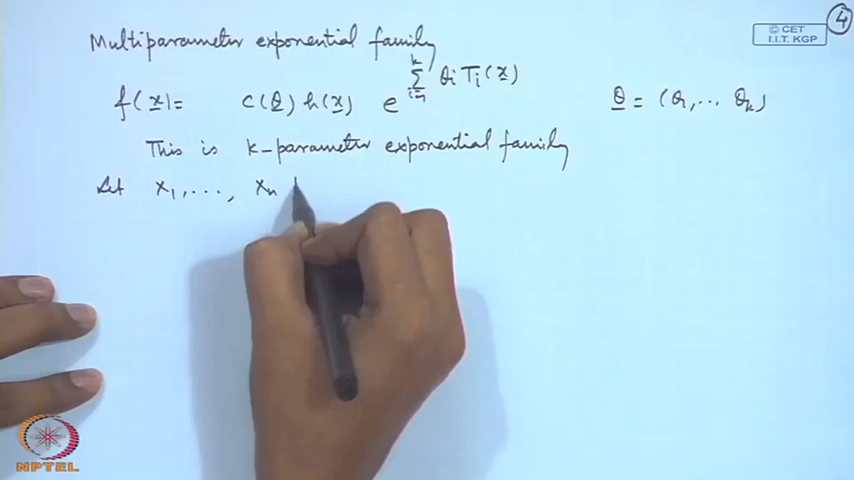 4
© CET
I.I.T. KGP
Multiparameter exponential family
f(x) = c(θ) h(x) e^{∑_{i=1}^{k} θi Ti(x)} θ = (θ1, ... θk)
This is k-parameter exponential family
Let X1, ..., Xn
NPTEL